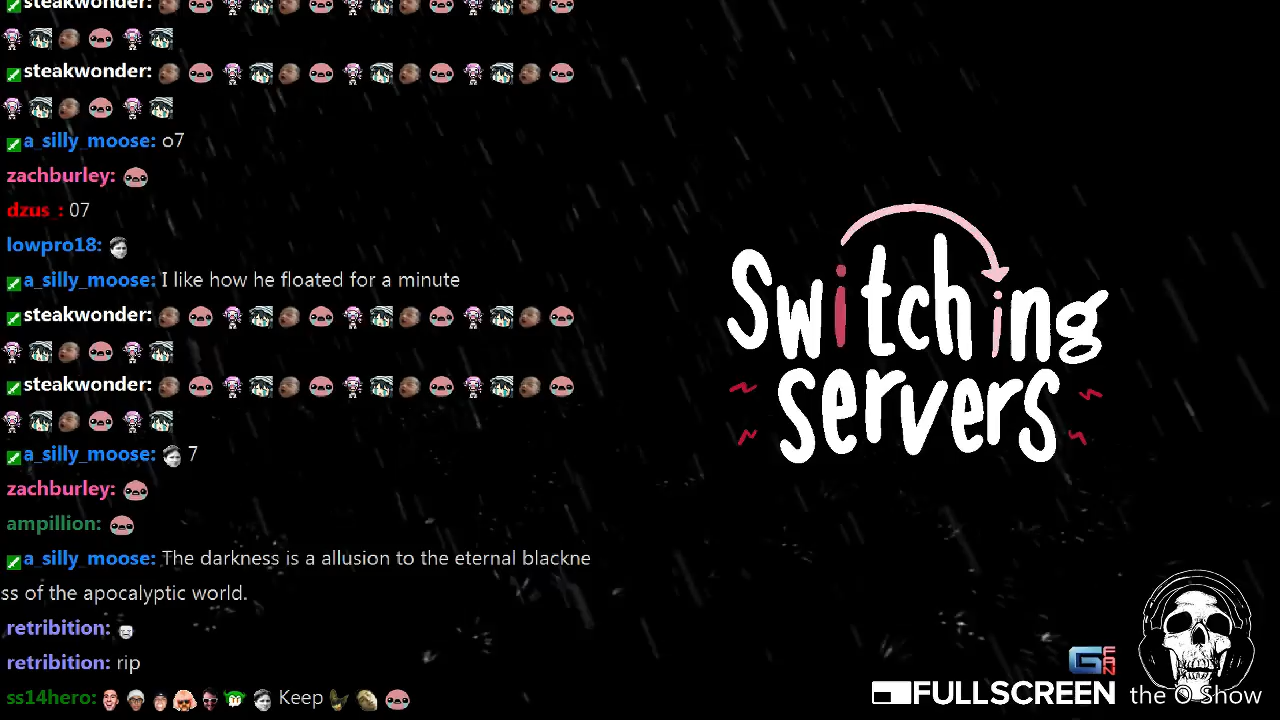 steakwonder:
steakwonder:
a_silly_moose: o7
zachburley:
dzus_: 07
lowpro18:
a_silly_moose: I like how he floated for a minute
steakwonder:
steakwonder:
a_silly_moose: 7
zachburley:
ampillion:
a_silly_moose: The darkness is a allusion to the eternal blackne
ss of the apocalyptic world.
retribition:
retribition: rip
ss14hero: Keep
Switching
servers
G FAN
FULLSCREEN
the O Show